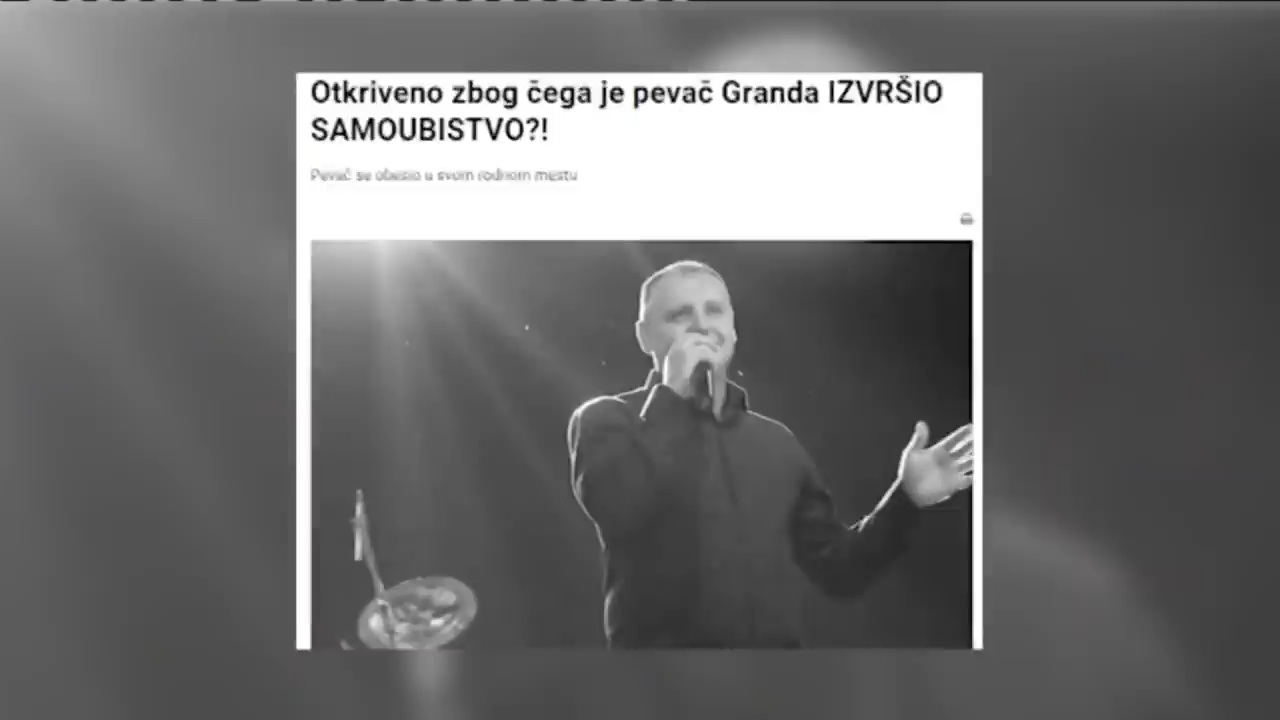 Otkriveno zbog čega je pevač Granda IZVRŠIO
SAMOUBISTVO?!
Pevač se obesio u svom rodnom mestu